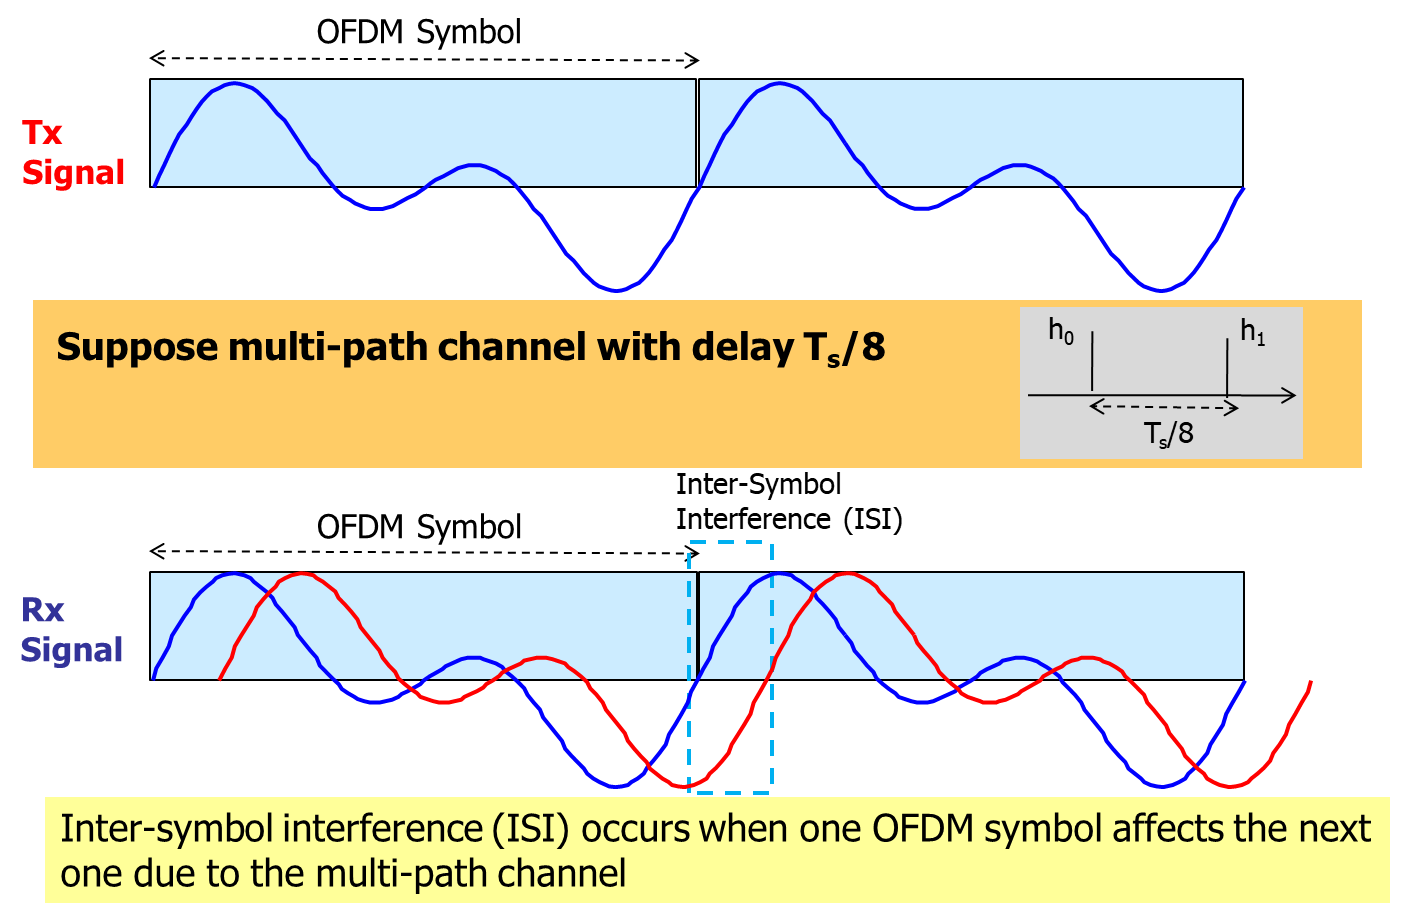 OFDM Symbol
Tx
Signal
Suppose multi-path channel with delay Tₛ/8
h₀
h₁
Tₛ/8
Inter-Symbol
Interference (ISI)
OFDM Symbol
Rx
Signal
Inter-symbol interference (ISI) occurs when one OFDM symbol affects the next
one due to the multi-path channel